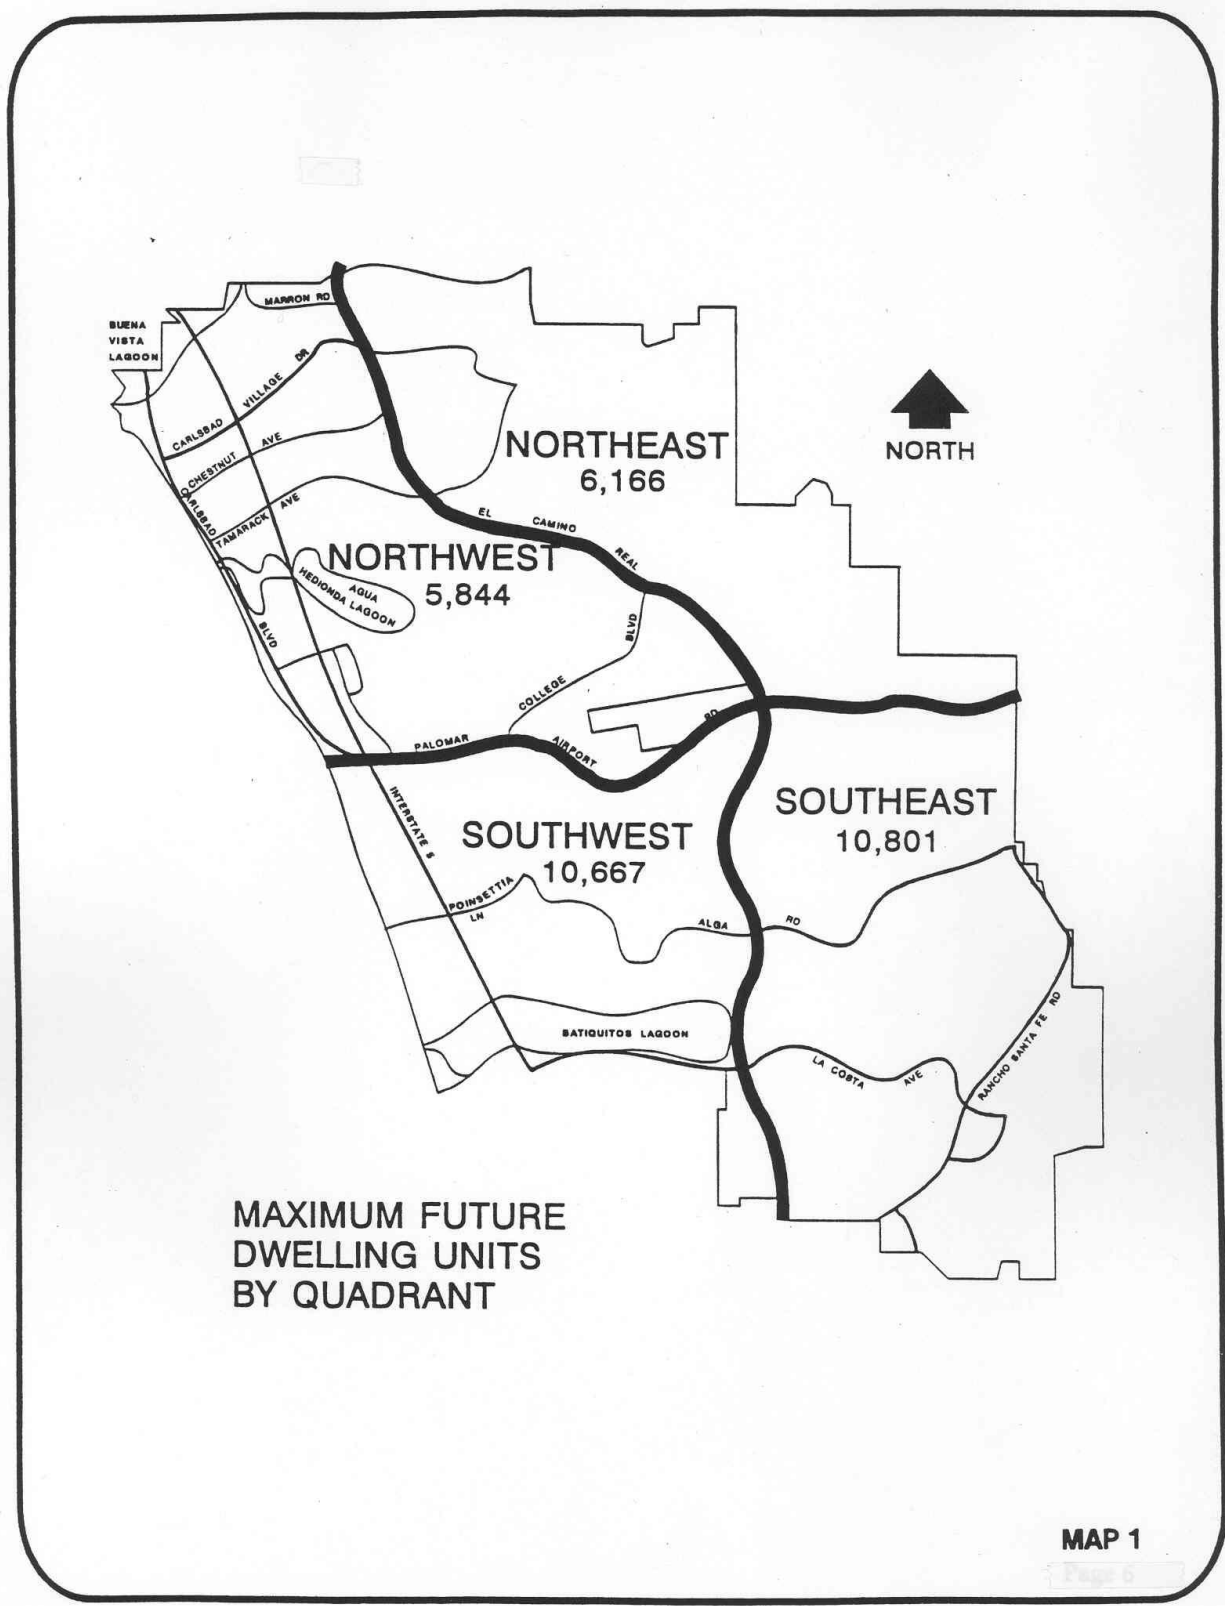 MARRON RD
BUENA
VISTA
LAGOON
CARLSBAD VILLAGE DR
CHESTNUT AVE
TAMARACK AVE
CARLSBAD BLVD
NORTHEAST
6,166
NORTH
EL CAMINO REAL
NORTHWEST
5,844
AGUA
HEDIONDA LAGOON
COLLEGE BLVD
PALOMAR AIRPORT RD
INTERSTATE 5
SOUTHWEST
10,667
SOUTHEAST
10,801
POINSETTIA
LN
ALGA RD
BATIQUITOS LAGOON
LA COSTA AVE
RANCHO SANTA FE RD
MAXIMUM FUTURE
DWELLING UNITS
BY QUADRANT
MAP 1
Page 6